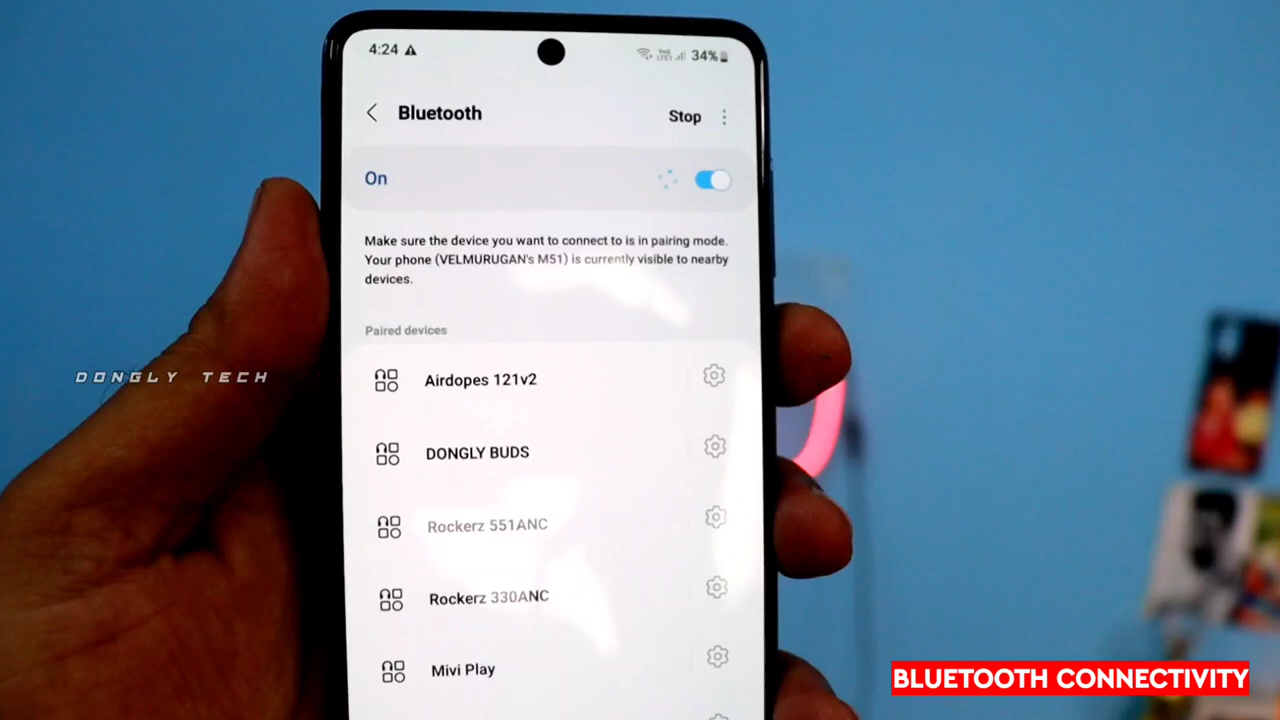 4:24
34%
Bluetooth
Stop
On
Make sure the device you want to connect to is in pairing mode.
Your phone (VELMURUGAN's M51) is currently visible to nearby
devices.
Paired devices
Airdopes 121v2
DONGLY BUDS
Rockerz 551ANC
Rockerz 330ANC
Mivi Play
DONGLY TECH
BLUETOOTH CONNECTIVITY